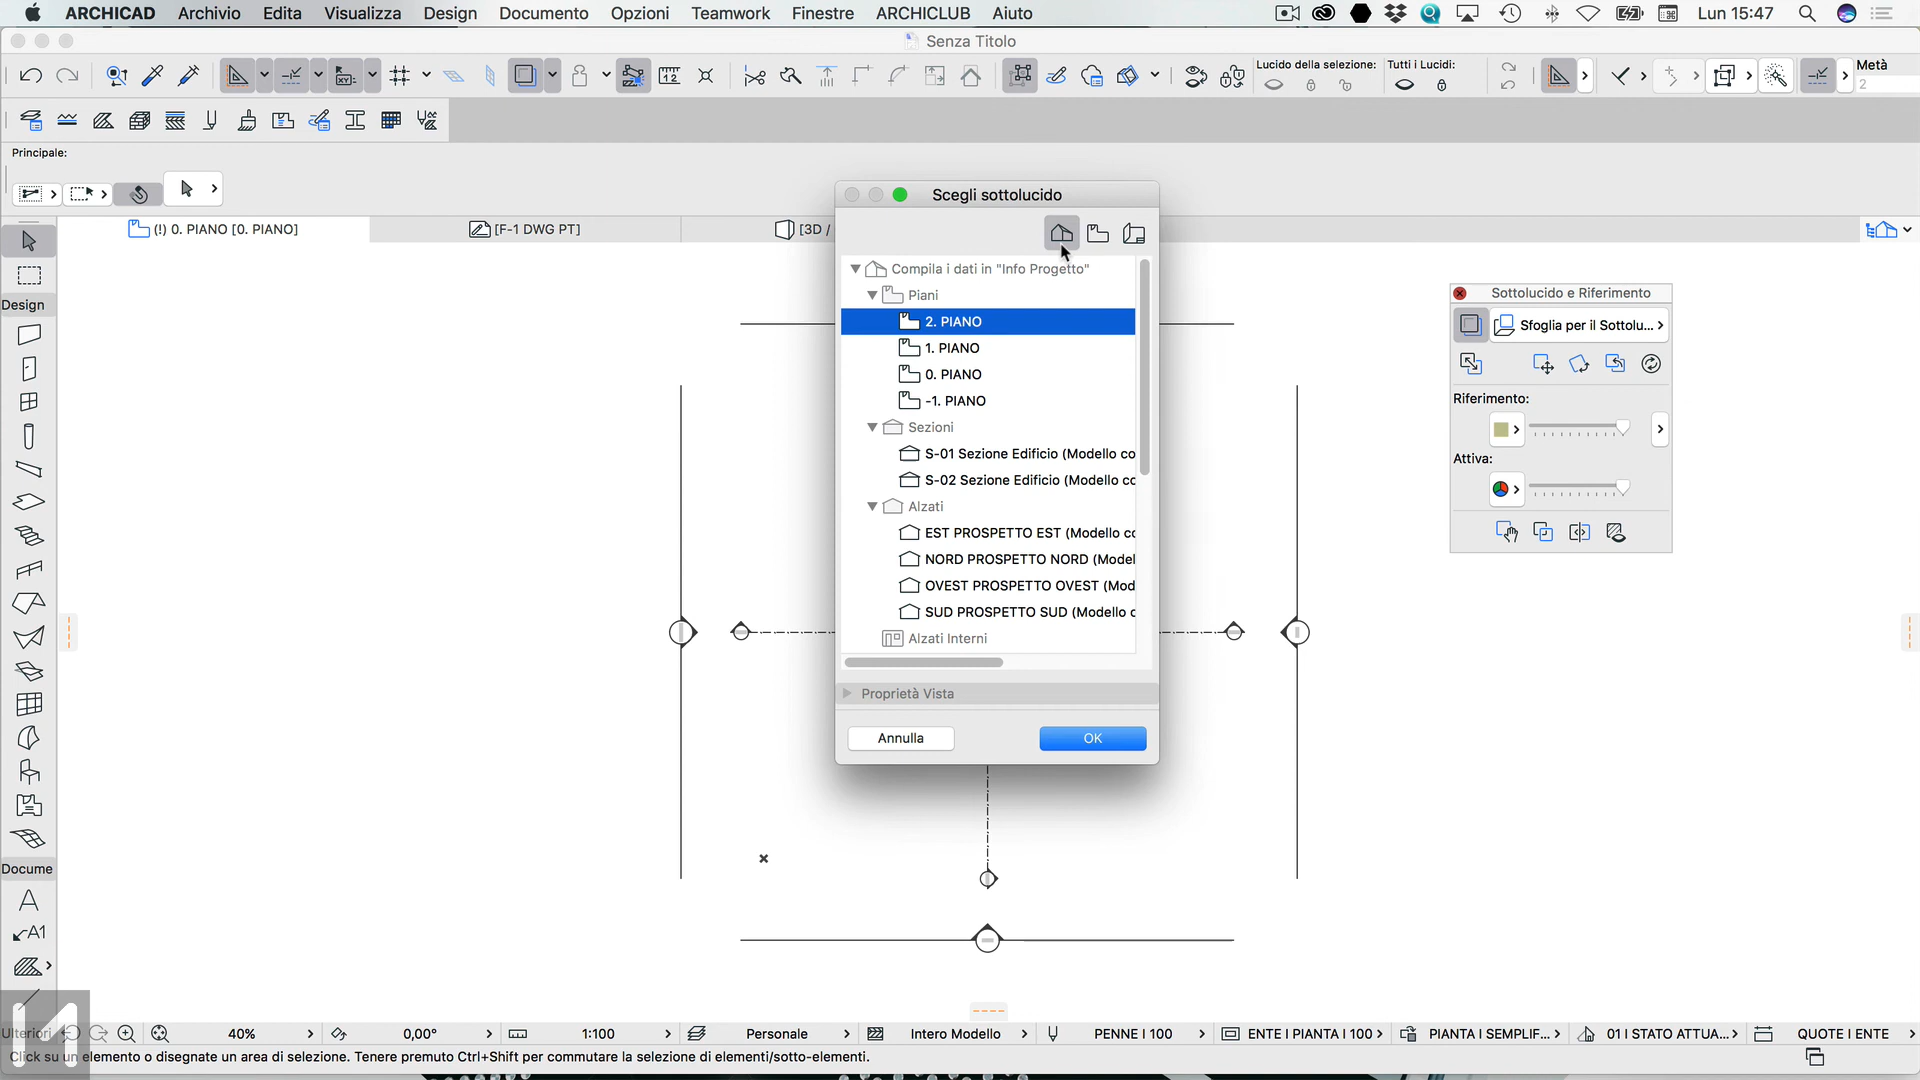 ARCHICAD Archivio Edita Visualizza Design Documento Opzioni Teamwork Finestre ARCHICLUB Aiuto Lun 15:47
Senza Titolo
Lucido della selezione: Tutti i Lucidi: Metà
2
Principale:
(!) 0. PIANO [0. PIANO] [F-1 DWG PT] [3D /
Scegli sottolucido
Compila i dati in "Info Progetto"
Piani
2. PIANO
1. PIANO
0. PIANO
-1. PIANO
Sezioni
S-01 Sezione Edificio (Modello co
S-02 Sezione Edificio (Modello co
Alzati
EST PROSPETTO EST (Modello co
NORD PROSPETTO NORD (Model
OVEST PROSPETTO OVEST (Mod
SUD PROSPETTO SUD (Modello c
Alzati Interni
Proprietà Vista
Annulla OK
Sottolucido e Riferimento
Sfoglia per il Sottolu...
Riferimento:
Attiva:
Design
Docume
A
A1
Ulteriori
40% 0,00° 1:100 Personale Intero Modello PENNE I 100 ENTE I PIANTA I 100 PIANTA I SEMPLIF... 01 I STATO ATTUA... QUOTE I ENTE
Click su un elemento o disegnate un area di selezione. Tenere premuto Ctrl+Shift per commutare la selezione di elementi/sotto-elementi.